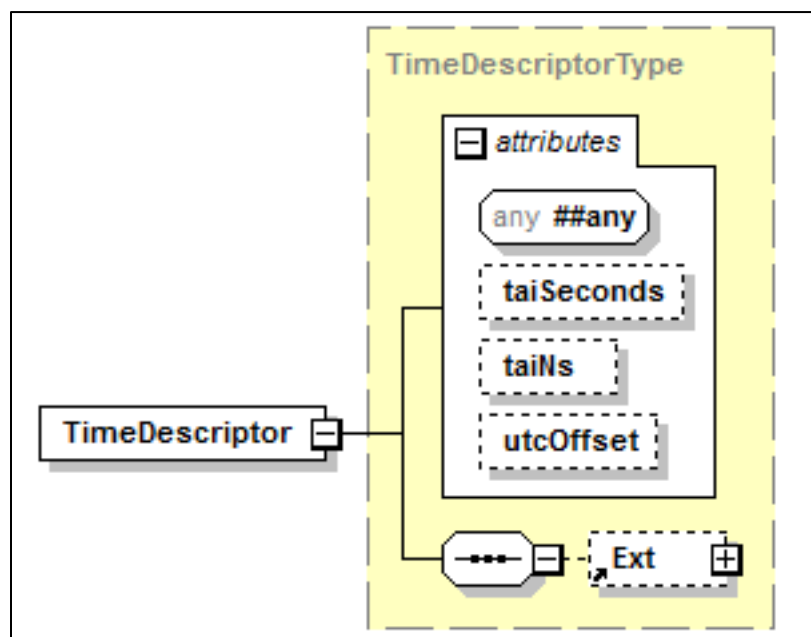 TimeDescriptorType
attributes
any ##any
taiSeconds
taiNs
utcOffset
TimeDescriptor
Ext